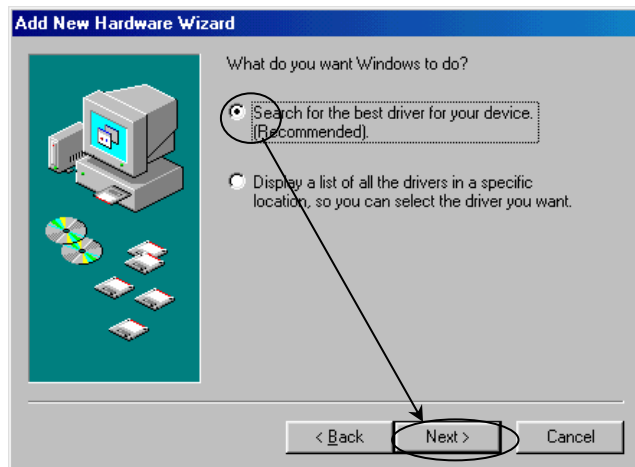 Add New Hardware Wizard
What do you want Windows to do?
Search for the best driver for your device.
(Recommended).
Display a list of all the drivers in a specific
location, so you can select the driver you want.
< Back
Next >
Cancel